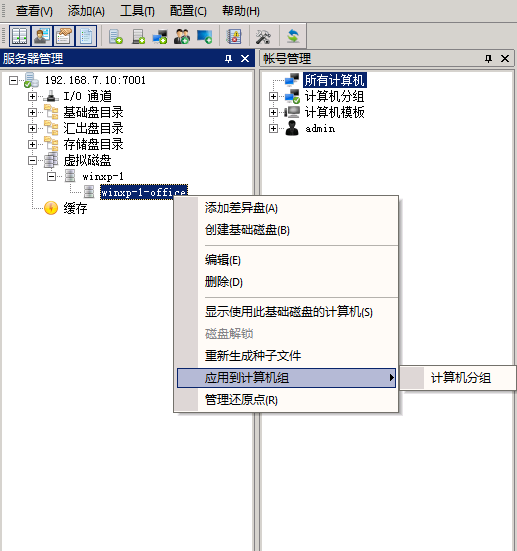 查看(V) 添加(A) 工具(T) 配置(C) 帮助(H)
服务器管理
192.168.7.10:7001
I/O 通道
基础盘目录
汇出盘目录
存储盘目录
虚拟磁盘
winxp-1
winxp-1-office
缓存
帐号管理
所有计算机
计算机分组
计算机模板
admin
添加差异盘(A)
创建基础磁盘(B)
编辑(E)
删除(D)
显示使用此基础磁盘的计算机(S)
磁盘解锁
重新生成种子文件
应用到计算机组
管理还原点(R)
计算机分组